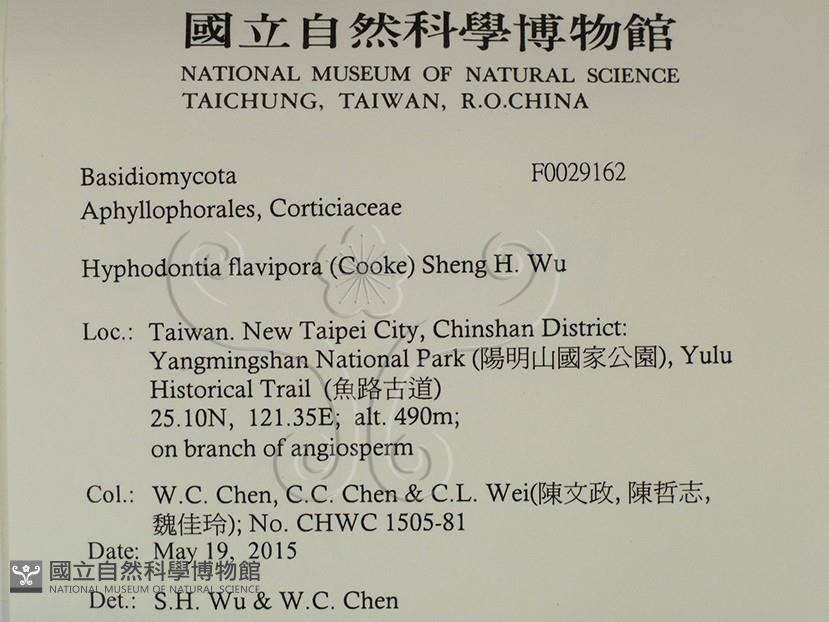 國立自然科學博物館
NATIONAL MUSEUM OF NATURAL SCIENCE
TAICHUNG, TAIWAN, R.O.CHINA
Basidiomycota F0029162
Aphyllophorales, Corticiaceae
Hyphodontia flavipora (Cooke) Sheng H. Wu
Loc.: Taiwan. New Taipei City, Chinshan District:
Yangmingshan National Park (陽明山國家公園), Yulu
Historical Trail (魚路古道)
25.10N, 121.35E; alt. 490m;
on branch of angiosperm
Col.: W.C. Chen, C.C. Chen & C.L. Wei(陳文政, 陳哲志,
魏佳玲); No. CHWC 1505-81
Date: May 19, 2015
國立自然科學博物館
NATIONAL MUSEUM OF NATURAL SCIENCE
Det.: S.H. Wu & W.C. Chen